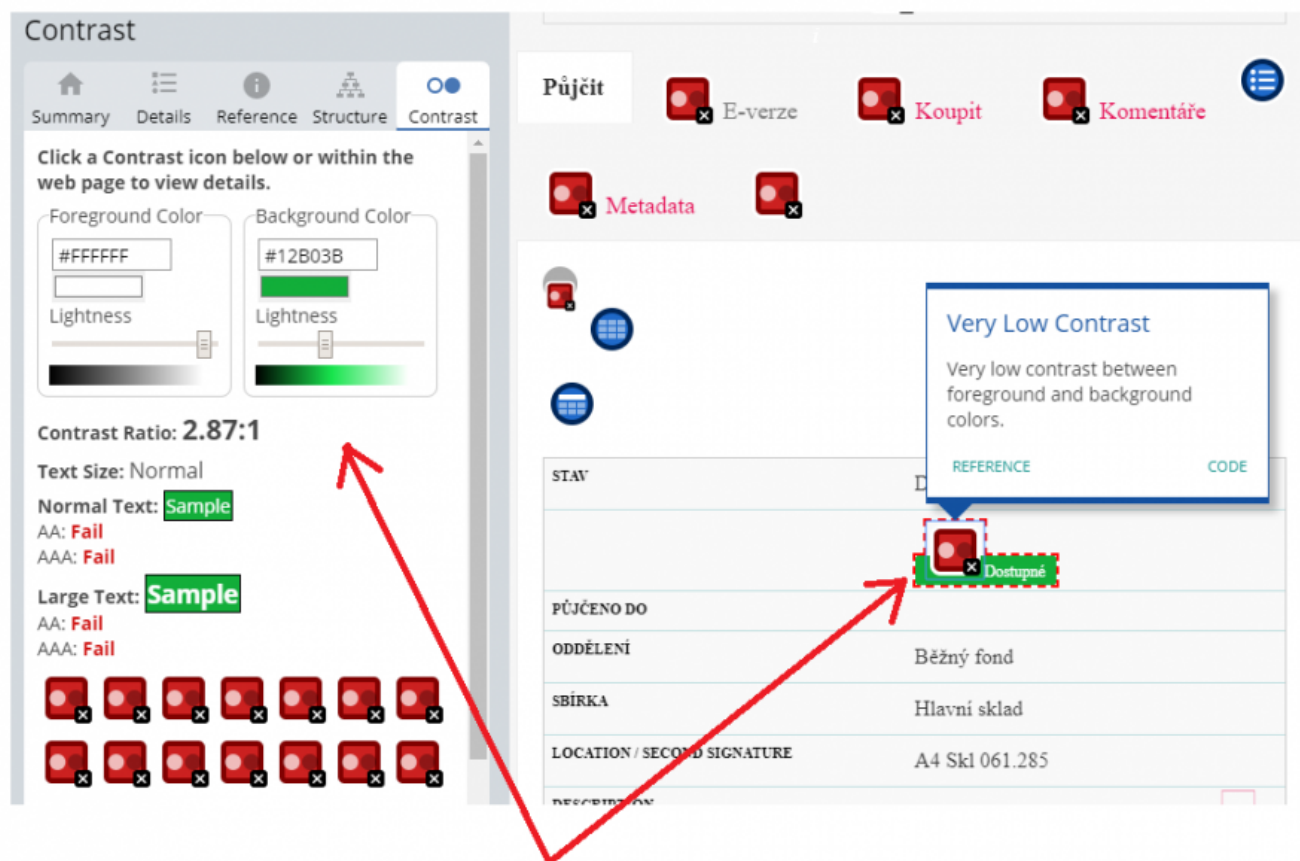 Contrast
Summary Details Reference Structure Contrast
Click a Contrast icon below or within the
web page to view details.
Foreground Color
#FFFFFF
Lightness
Background Color
#12B03B
Lightness
Contrast Ratio: 2.87:1
Text Size: Normal
Normal Text: Sample
AA: Fail
AAA: Fail
Large Text: Sample
AA: Fail
AAA: Fail
Půjčit
E-verze
Koupit
Komentáře
Metadata
Very Low Contrast
Very low contrast between
foreground and background
colors.
REFERENCE CODE
STAV
Dostupné
PŮJČENO DO
ODDĚLENÍ Běžný fond
SBÍRKA Hlavní sklad
LOCATION / SECOND SIGNATURE A4 Skl 061.285
DESCRIPTION